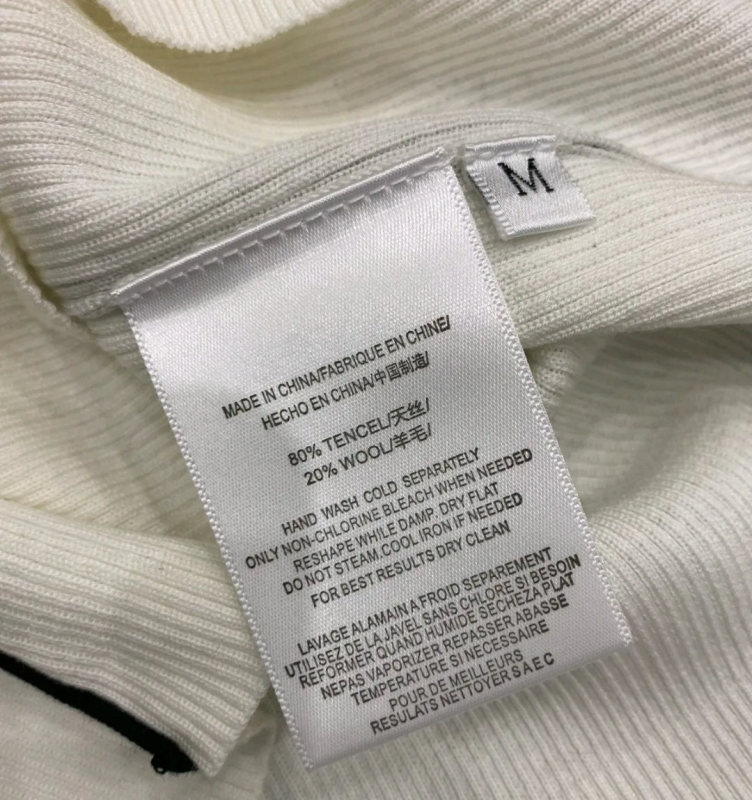 M
MADE IN CHINA/FABRIQUE EN CHINE/
HECHO EN CHINA/中国制造/
80% TENCEL/天丝/
20% WOOL/羊毛/
HAND WASH COLD SEPARATELY
ONLY NON-CHLORINE BLEACH WHEN NEEDED
RESHAPE WHILE DAMP. DRY FLAT
DO NOT STEAM.COOL IRON IF NEEDED
FOR BEST RESULTS DRY CLEAN
LAVAGE ALAMAIN A FROID SEPAREMENT
UTILISEZ DE LA JAVEL SANS CHLORE SI BESOIN
REFORMER QUAND HUMIDE SECHEZA PLAT
NEPAS VAPORIZER REPASSER ABASSE
TEMPERATURE SI NECESSAIRE
POUR DE MEILLEURS
RESULATS NETTOYER S A E C